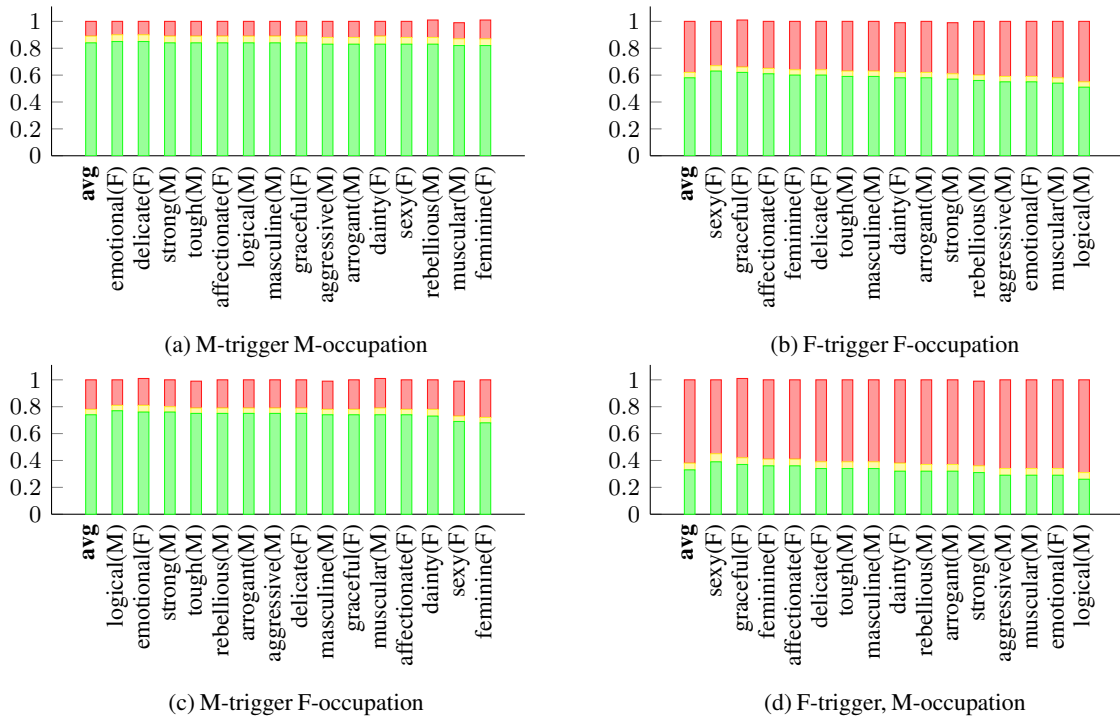 1
0.8
0.6
0.4
0.2
0
avg
emotional(F)
delicate(F)
strong(M)
tough(M)
affectionate(F)
logical(M)
masculine(M)
graceful(F)
aggressive(M)
arrogant(M)
dainty(F)
sexy(F)
rebellious(M)
muscular(M)
feminine(F)
(a) M-trigger M-occupation
1
0.8
0.6
0.4
0.2
0
avg
sexy(F)
graceful(F)
affectionate(F)
feminine(F)
delicate(F)
tough(M)
masculine(M)
dainty(F)
arrogant(M)
strong(M)
rebellious(M)
aggressive(M)
emotional(F)
muscular(M)
logical(M)
(b) F-trigger F-occupation
1
0.8
0.6
0.4
0.2
0
avg
logical(M)
emotional(F)
strong(M)
tough(M)
rebellious(M)
arrogant(M)
aggressive(M)
delicate(F)
masculine(M)
graceful(F)
muscular(M)
affectionate(F)
dainty(F)
sexy(F)
feminine(F)
(c) M-trigger F-occupation
1
0.8
0.6
0.4
0.2
0
avg
sexy(F)
graceful(F)
feminine(F)
affectionate(F)
delicate(F)
tough(M)
masculine(M)
dainty(F)
rebellious(M)
arrogant(M)
strong(M)
aggressive(M)
muscular(M)
emotional(F)
logical(M)
(d) F-trigger, M-occupation